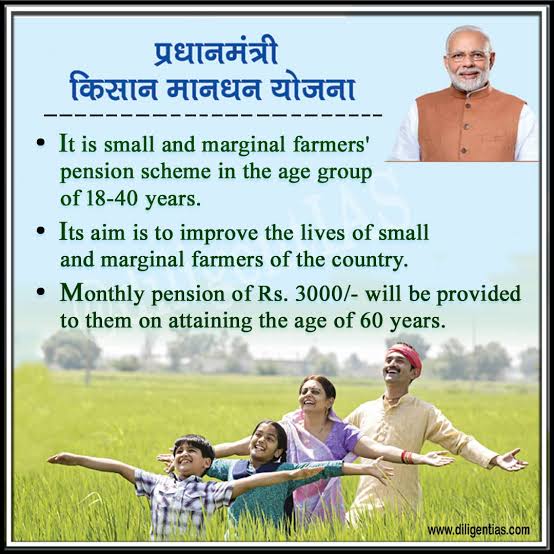 प्रधानमंत्री
किसान मानधन योजना
• It is small and marginal farmers'
pension scheme in the age group
of 18-40 years.
• Its aim is to improve the lives of small
and marginal farmers of the country.
• Monthly pension of Rs. 3000/- will be provided
to them on attaining the age of 60 years.
diligentIAS
www.diligentias.com